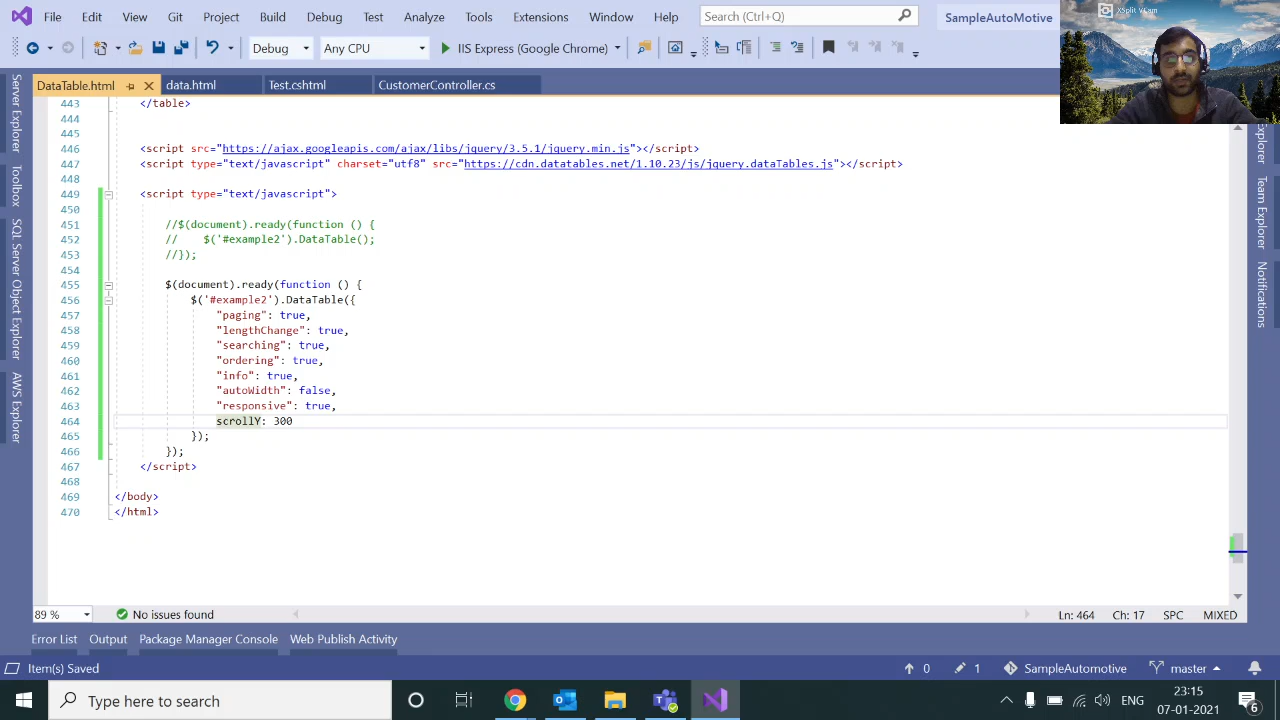 File Edit View Git Project Build Debug Test Analyze Tools Extensions Window Help Search (Ctrl+Q) SampleAutoMotive
XSplit VCam
Debug Any CPU IIS Express (Google Chrome)
DataTable.html data.html Test.cshtml CustomerController.cs
Server Explorer
Toolbox
SQL Server Object Explorer
AWS Explorer
443 </table>
444
445
446 <script src="https://ajax.googleapis.com/ajax/libs/jquery/3.5.1/jquery.min.js"></script>
447 <script type="text/javascript" charset="utf8" src="https://cdn.datatables.net/1.10.23/js/jquery.dataTables.js"></script>
448
449 <script type="text/javascript">
450
451 //$(document).ready(function () {
452 // $('#example2').DataTable();
453 //});
454
455 $(document).ready(function () {
456 $('#example2').DataTable({
457 "paging": true,
458 "lengthChange": true,
459 "searching": true,
460 "ordering": true,
461 "info": true,
462 "autoWidth": false,
463 "responsive": true,
464 scrollY: 300
465 });
466 });
467 </script>
468
469 </body>
470 </html>
Explorer
Team Explorer
Notifications
89 % No issues found Ln: 464 Ch: 17 SPC MIXED
Error List Output Package Manager Console Web Publish Activity
Item(s) Saved 0 1 SampleAutomotive master
Type here to search ENG 23:15
07-01-2021 6